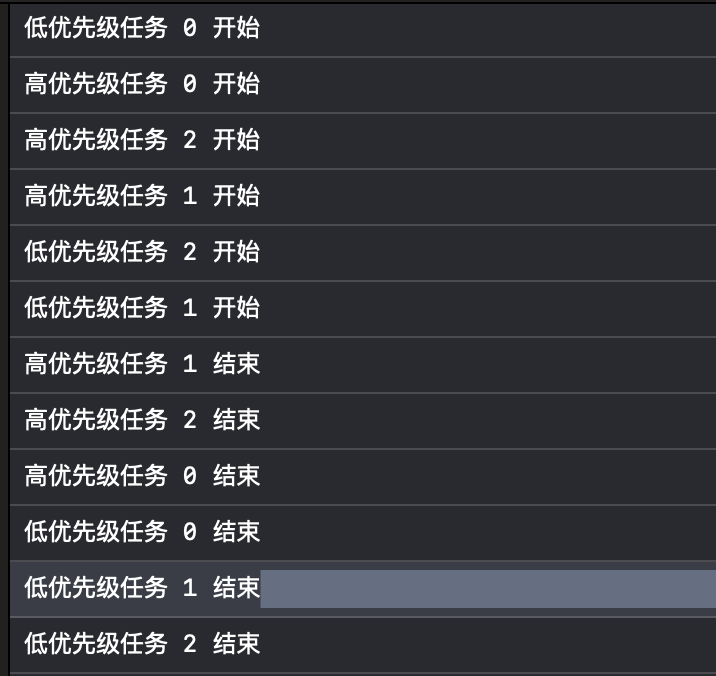 低优先级任务 0 开始
高优先级任务 0 开始
高优先级任务 2 开始
高优先级任务 1 开始
低优先级任务 2 开始
低优先级任务 1 开始
高优先级任务 1 结束
高优先级任务 2 结束
高优先级任务 0 结束
低优先级任务 0 结束
低优先级任务 1 结束
低优先级任务 2 结束